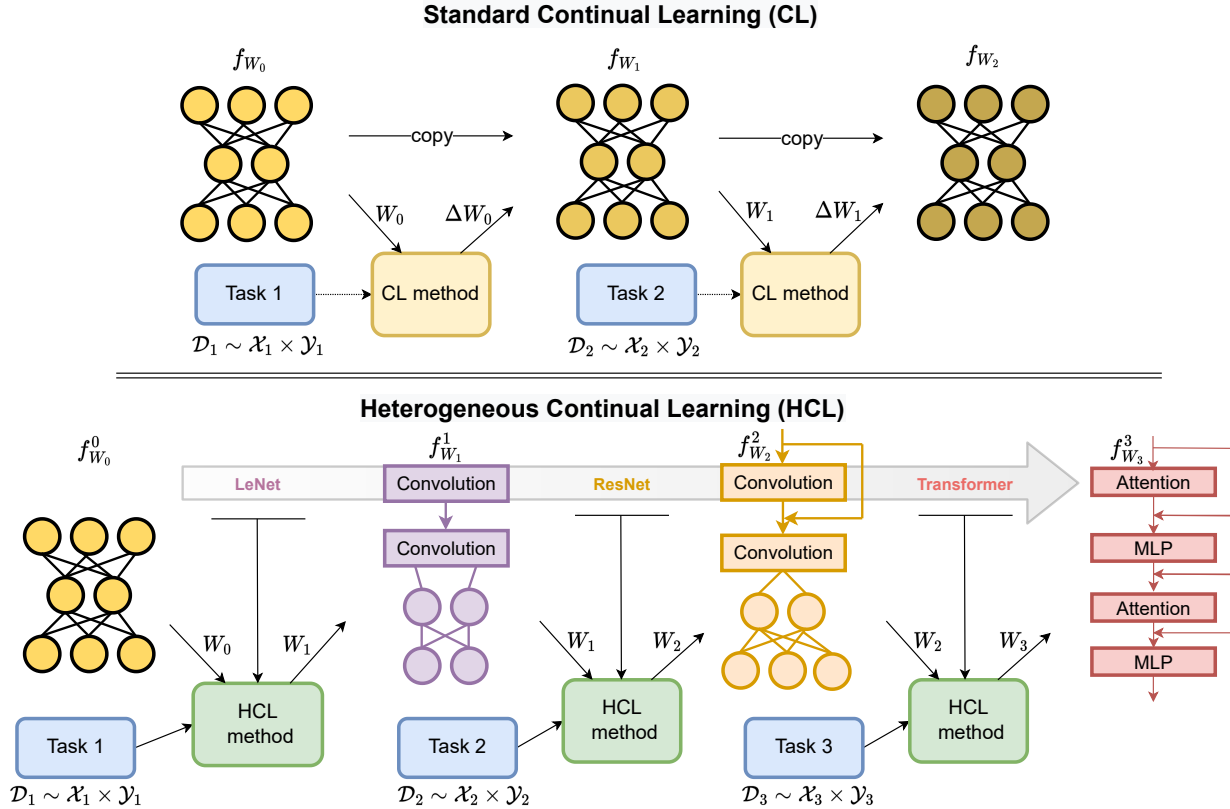 Standard Continual Learning (CL)
f_{W_0}
f_{W_1}
f_{W_2}
copy
copy
W_0
ΔW_0
W_1
ΔW_1
Task 1
CL method
Task 2
CL method
𝒟_1 ∼ 𝒳_1 × 𝒴_1
𝒟_2 ∼ 𝒳_2 × 𝒴_2
Heterogeneous Continual Learning (HCL)
f^0_{W_0}
f^1_{W_1}
f^2_{W_2}
f^3_{W_3}
LeNet
Convolution
ResNet
Convolution
Transformer
Attention
Convolution
Convolution
MLP
Attention
W_0
W_1
W_1
W_2
W_2
W_3
MLP
Task 1
HCL
method
Task 2
HCL
method
Task 3
HCL
method
𝒟_1 ∼ 𝒳_1 × 𝒴_1
𝒟_2 ∼ 𝒳_2 × 𝒴_2
𝒟_3 ∼ 𝒳_3 × 𝒴_3